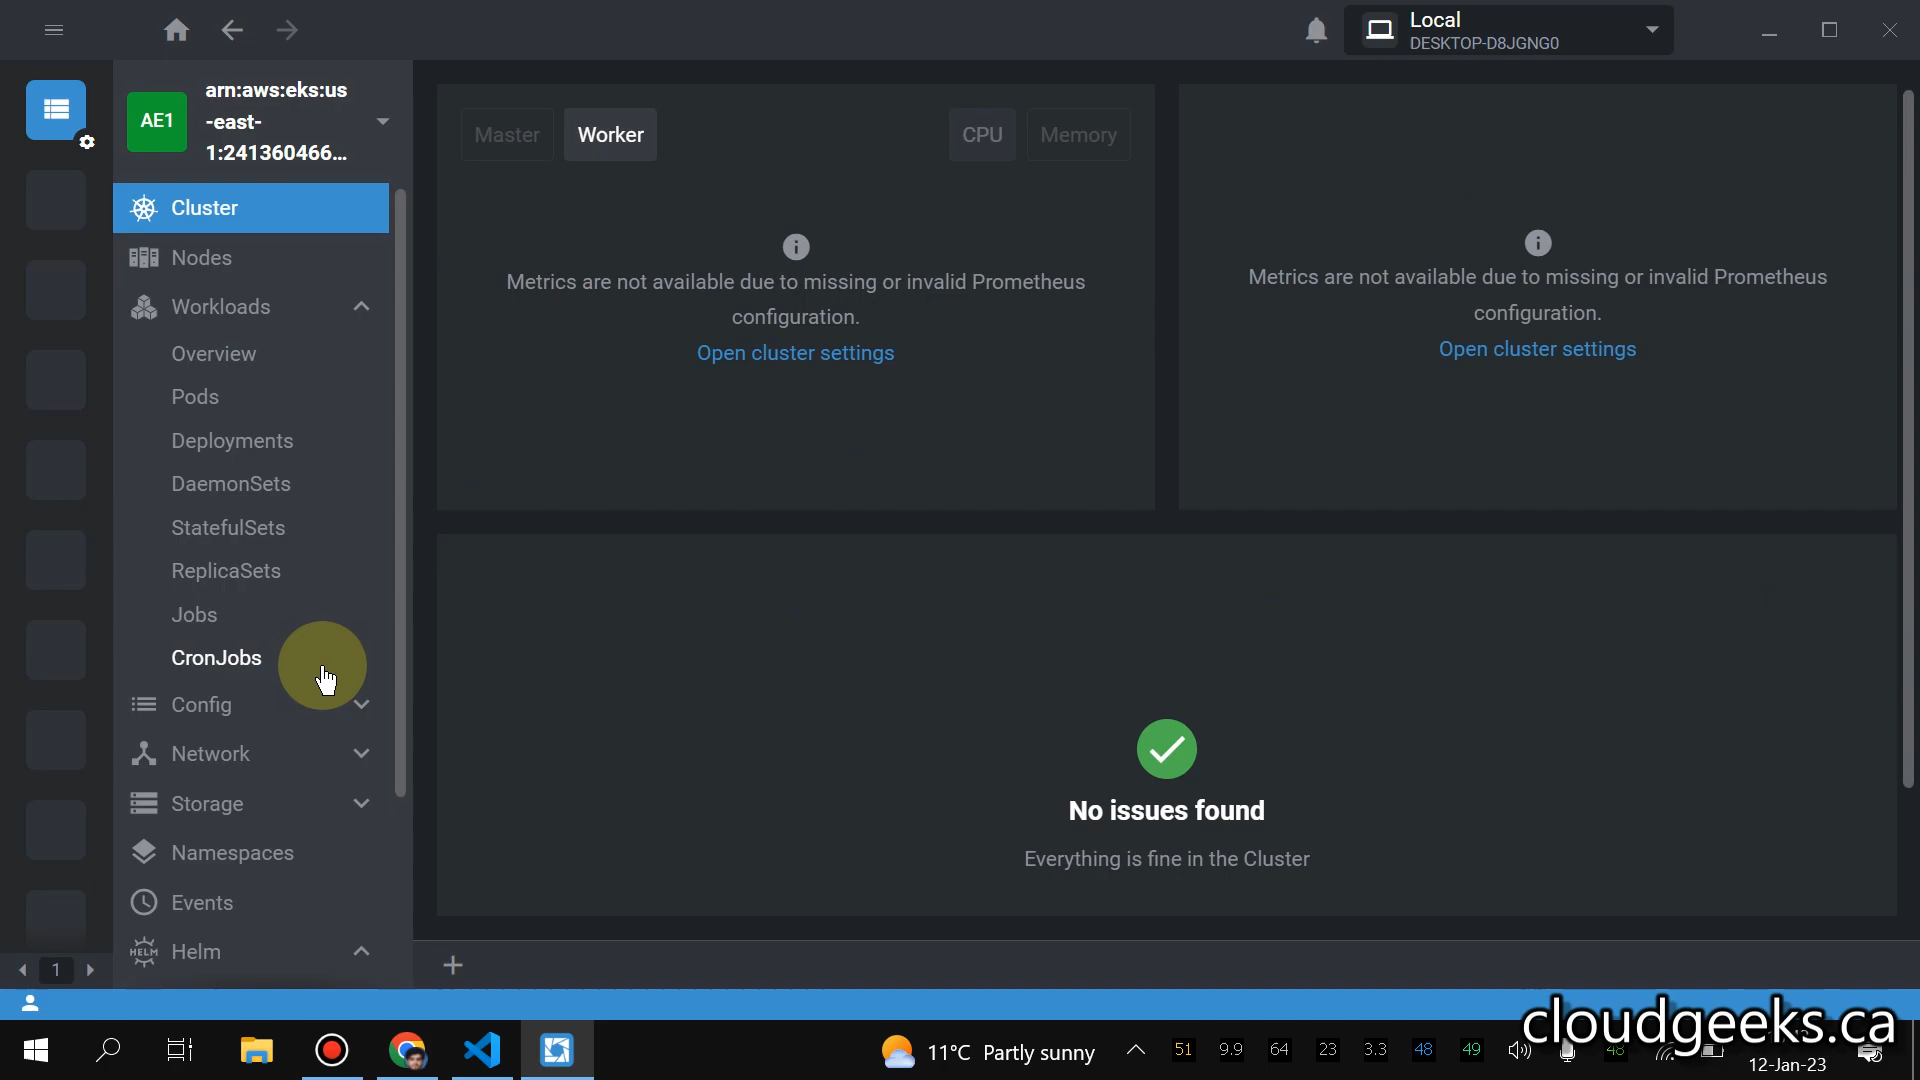 Local
DESKTOP-D8JGNG0
AE1
arn:aws:eks:us
-east-
1:241360466...
Cluster
Nodes
Workloads
Overview
Pods
Deployments
DaemonSets
StatefulSets
ReplicaSets
Jobs
CronJobs
Config
Network
Storage
Namespaces
Events
HELM
Helm
1
Master
Worker
CPU
Memory
Metrics are not available due to missing or invalid Prometheus
configuration.
Open cluster settings
Metrics are not available due to missing or invalid Prometheus
configuration.
Open cluster settings
No issues found
Everything is fine in the Cluster
+
cloudgeeks.ca
11°C Partly sunny
51
9.9
64
23
3.3
48
49
48
12-Jan-23